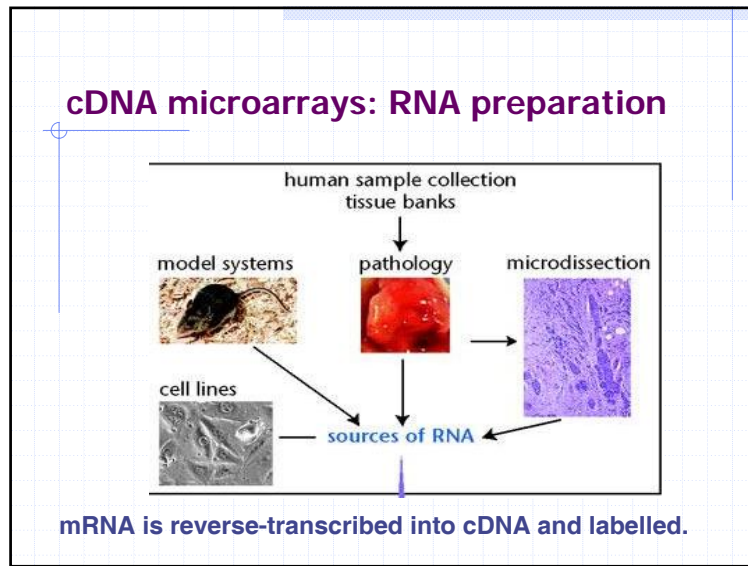 cDNA microarrays: RNA preparation
human sample collection
tissue banks
model systems
pathology
microdissection
cell lines
sources of RNA
mRNA is reverse-transcribed into cDNA and labelled.